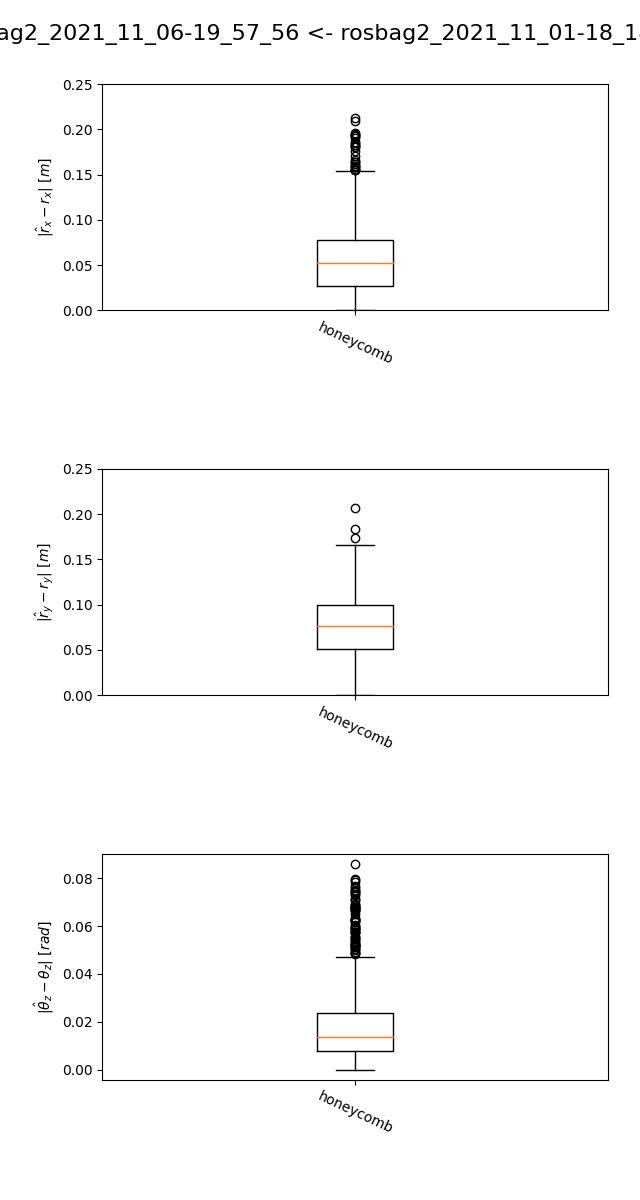 ag2_2021_11_06-19_57_56 <- rosbag2_2021_11_01-18_1
0.25
0.20
0.15
0.10
0.05
0.00
|r̂x − rx| [m]
honeycomb
0.25
0.20
0.15
0.10
0.05
0.00
|r̂y − ry| [m]
honeycomb
0.08
0.06
0.04
0.02
0.00
|θ̂z − θz| [rad]
honeycomb